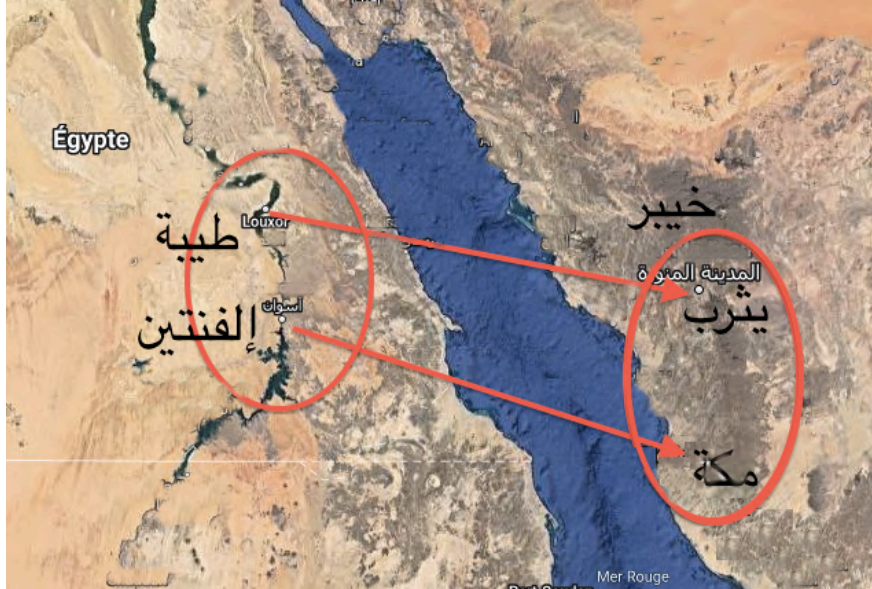 Égypte
خيبر
Louxor
طيبة
المدينة المنورة
يثرب
أسوان
إلفنتين
مكة
Mer Rouge